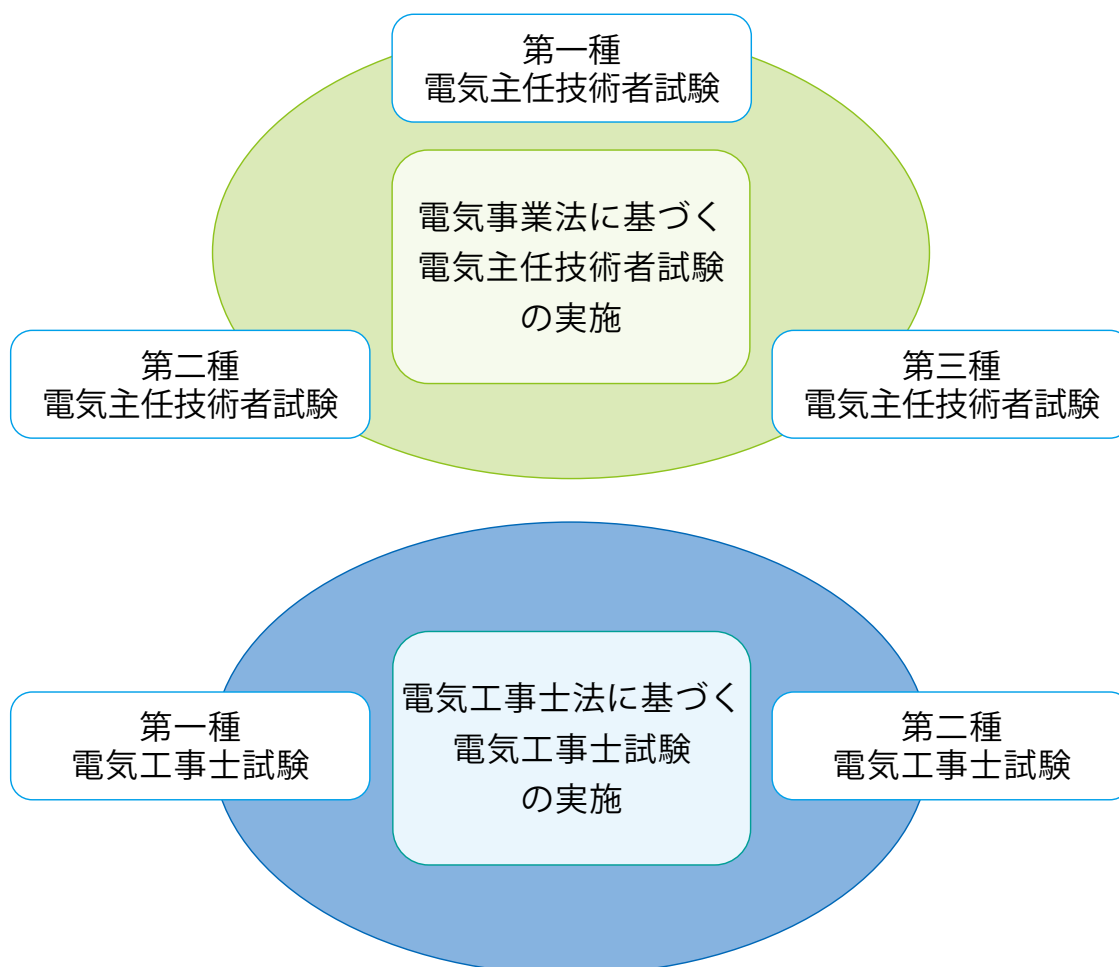 第一種
電気主任技術者試験
電気事業法に基づく
電気主任技術者試験
の実施
第二種
電気主任技術者試験
第三種
電気主任技術者試験
電気工事士法に基づく
電気工事士試験
の実施
第一種
電気工事士試験
第二種
電気工事士試験